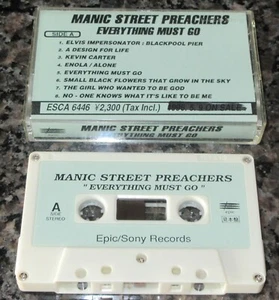 MANIC STREET PREACHERS
EVERYTHING MUST GO
SIDE A
1. ELVIS IMPERSONATOR : BLACKPOOL PIER
2. A DESIGN FOR LIFE
3. KEVIN CARTER
4. ENOLA / ALONE
5. EVERYTHING MUST GO
6. SMALL BLACK FLOWERS THAT GROW IN THE SKY
7. THE GIRL WHO WANTED TO BE GOD
8. NO - ONE KNOWS WHAT IT'S LIKE TO BE ME
ESCA 6446 ¥2,300 (Tax Incl.) ON SALE
MANIC STREET PREACHERS
EVERYTHING MUST GO
MANIC STREET PREACHERS
" EVERYTHING MUST GO "
A
SIDE
STEREO
Epic/Sony Records